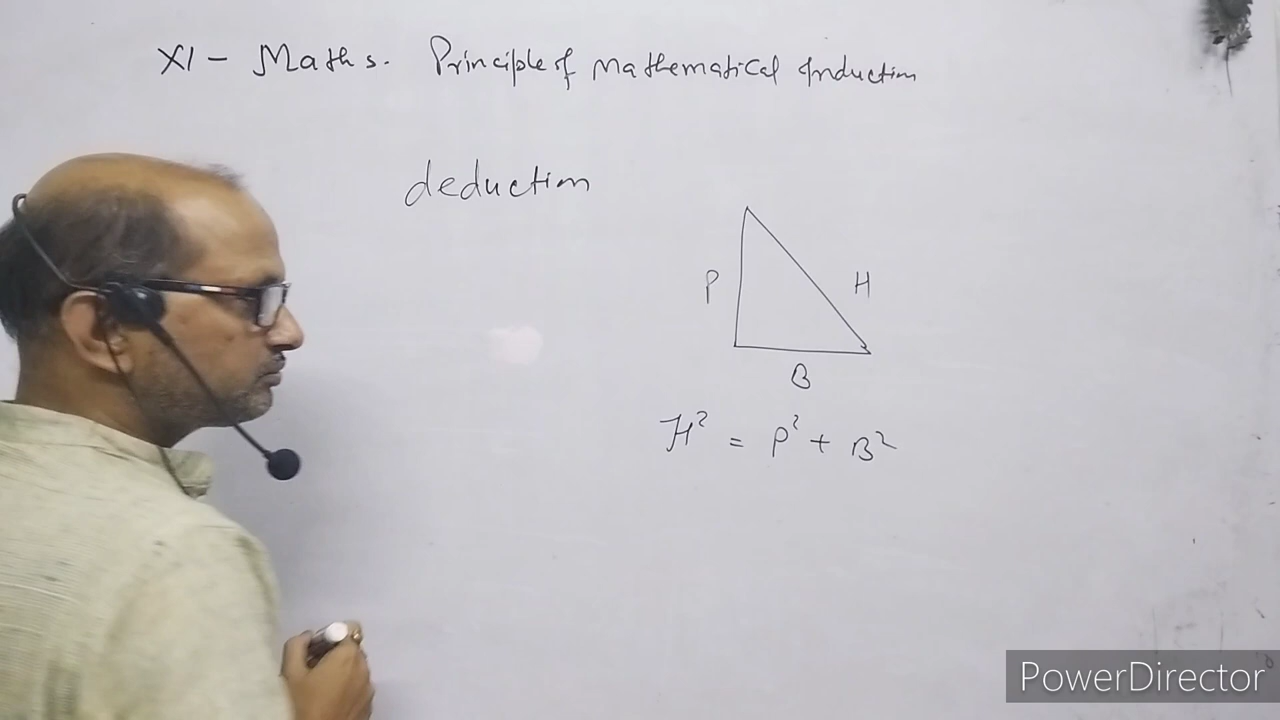 XI - Maths. Principle of Mathematical Induction
deduction
P
H
B
H² = P² + B²
PowerDirector